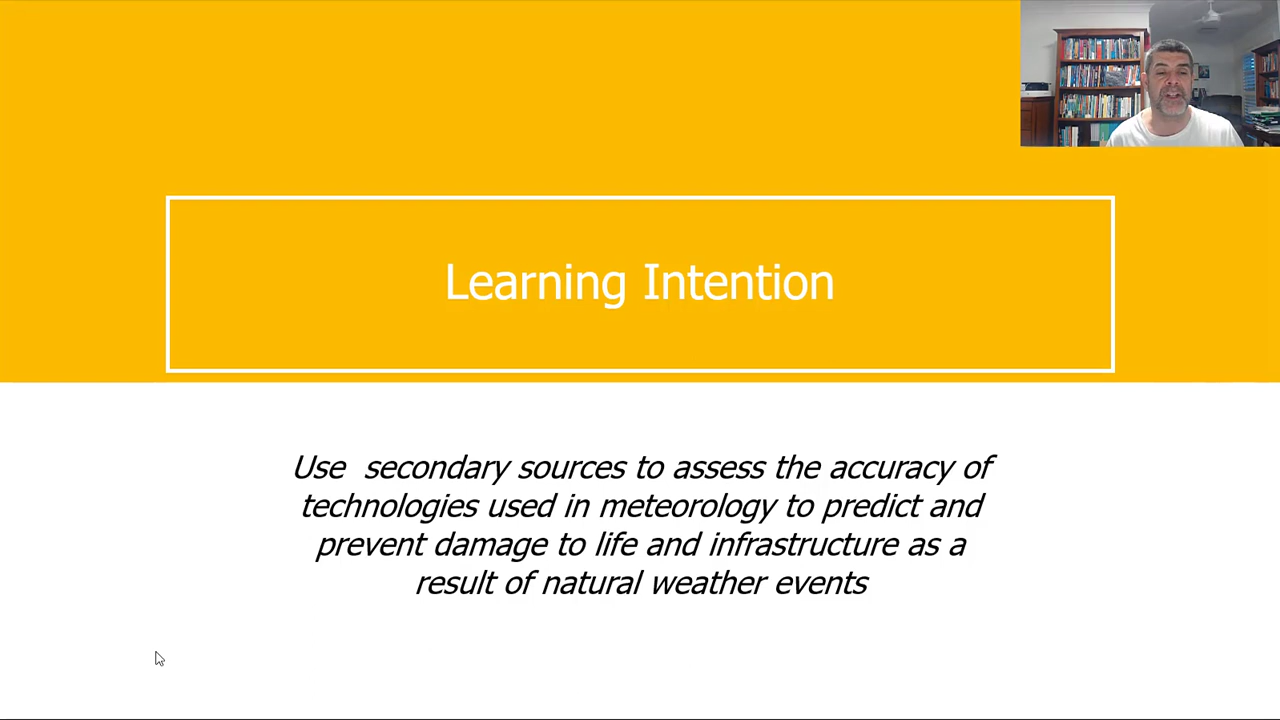 Learning Intention
Use  secondary sources to assess the accuracy of
technologies used in meteorology to predict and
prevent damage to life and infrastructure as a
result of natural weather events